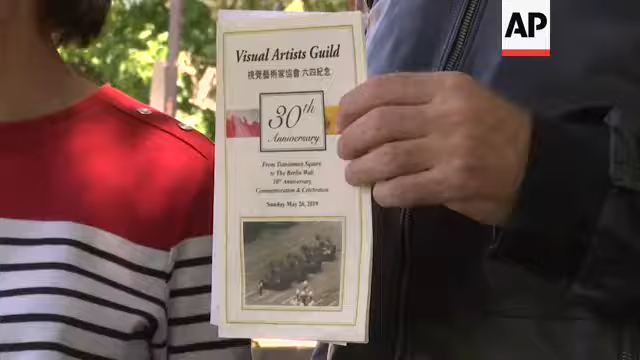 AP
Visual Artists Guild
視覺藝術家協會 六四紀念
30th
Anniversary
From Tiananmen Square
to The Berlin Wall
30th Anniversary
Commemoration & Celebration
Sunday May 26, 2019